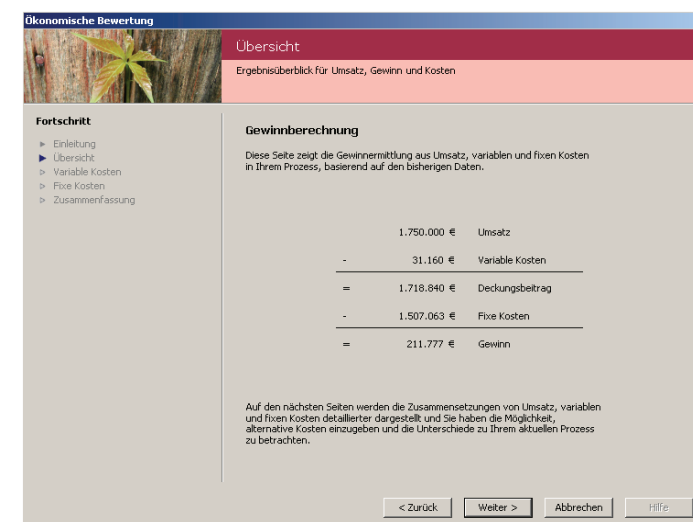 Ökonomische Bewertung
Übersicht
Ergebnisüberblick für Umsatz, Gewinn und Kosten
Fortschritt
Einleitung
Übersicht
Variable Kosten
Fixe Kosten
Zusammenfassung
Gewinnberechnung
Diese Seite zeigt die Gewinnermittlung aus Umsatz, variablen und fixen Kosten
in Ihrem Prozess, basierend auf den bisherigen Daten.
1.750.000 € Umsatz
- 31.160 € Variable Kosten
= 1.718.840 € Deckungsbeitrag
- 1.507.063 € Fixe Kosten
= 211.777 € Gewinn
Auf den nächsten Seiten werden die Zusammensetzungen von Umsatz, variablen
und fixen Kosten detaillierter dargestellt und Sie haben die Möglichkeit,
alternative Kosten einzugeben und die Unterschiede zu Ihrem aktuellen Prozess
zu betrachten.
< Zurück Weiter > Abbrechen Hilfe